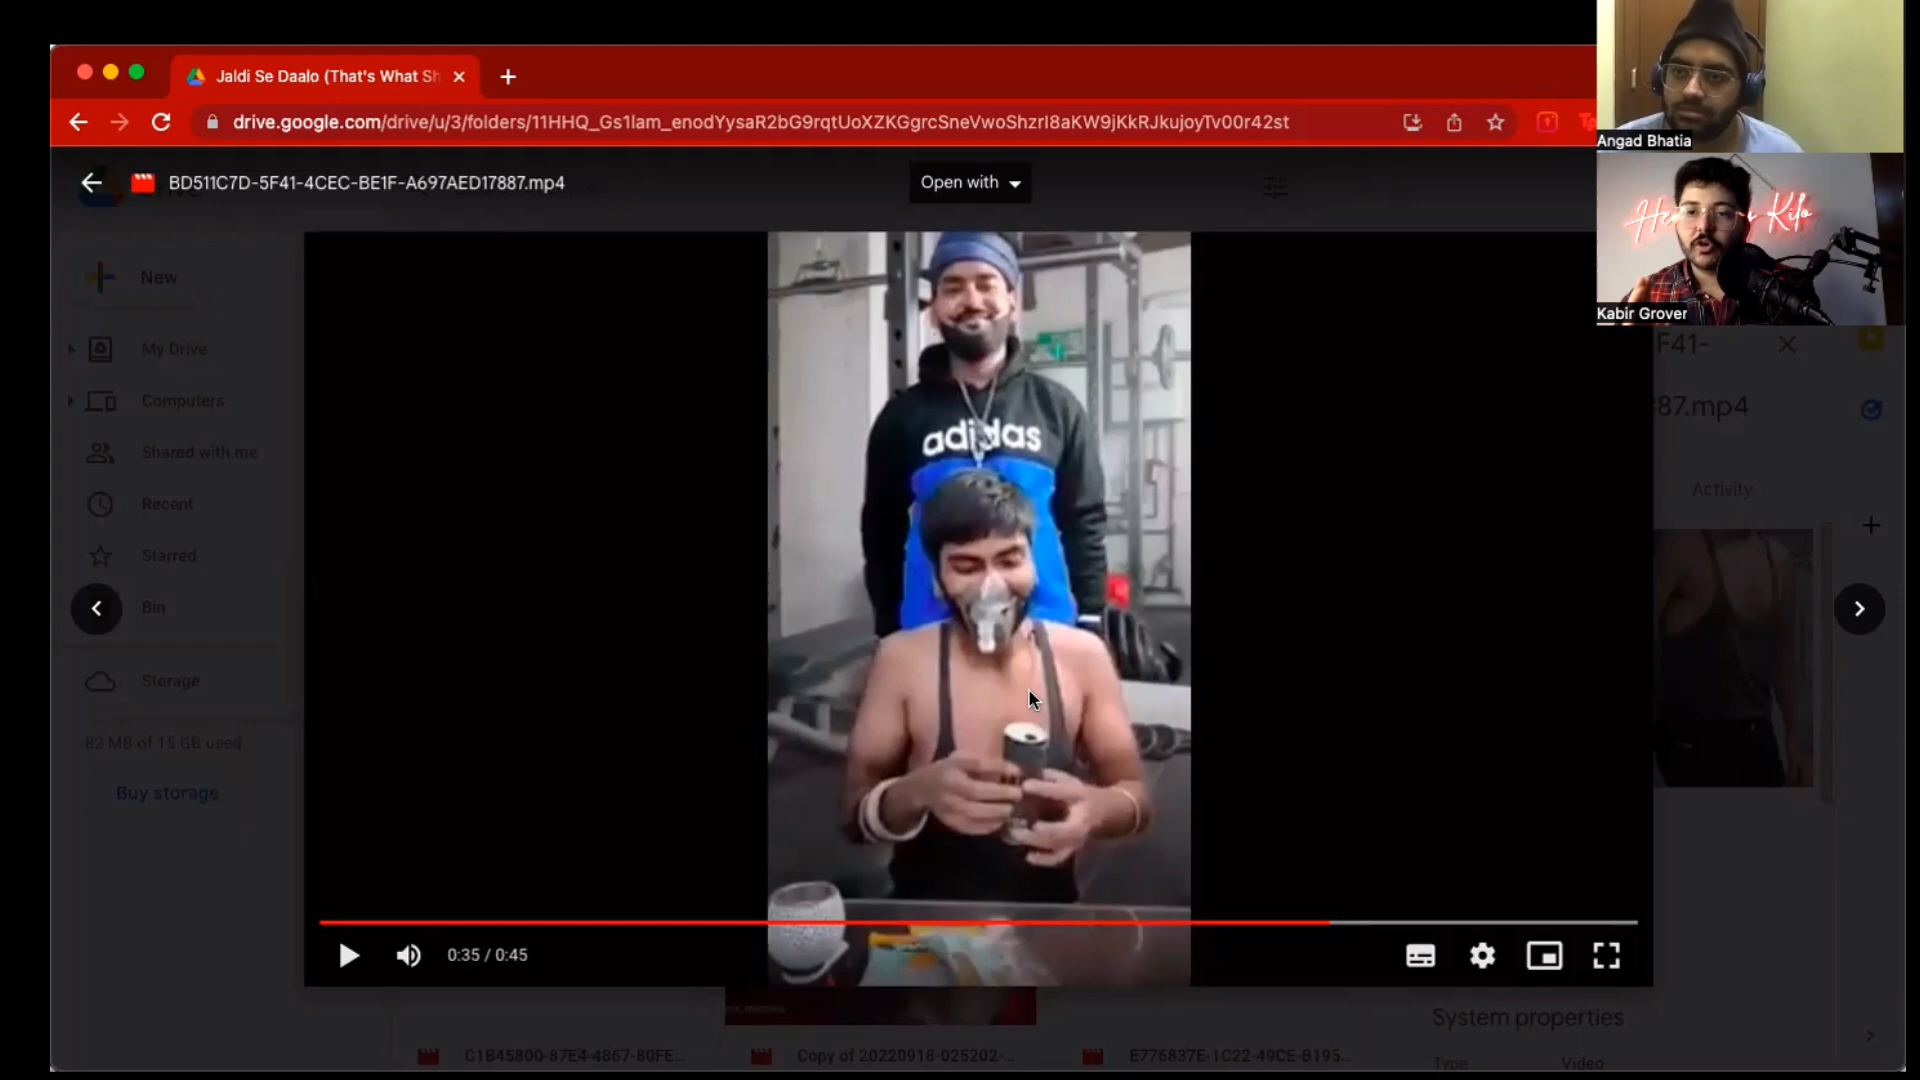 Jaldi Se Daalo (That's What Sh
drive.google.com/drive/u/3/folders/11HHQ_Gs1Iam_enodYysaR2bG9rqtUoXZKGgrcSneVwoShzrI8aKW9jKkRJkujoyTv00r42st
Angad Bhatia
BD511C7D-5F41-4CEC-BE1F-A697AED17887.mp4
Open with
Kabir Grover
New
F41-
My Drive
Computers
87.mp4
adidas
Shared with me
Activity
Recent
Starred
Bin
Storage
82 MB of 15 GB used
Buy storage
0:35 / 0:45
System properties
C1B45800-87E4-4867-80FE...
Copy of 20220918-025202-...
E776837E-1C22-49CE-B195...
Type
Video